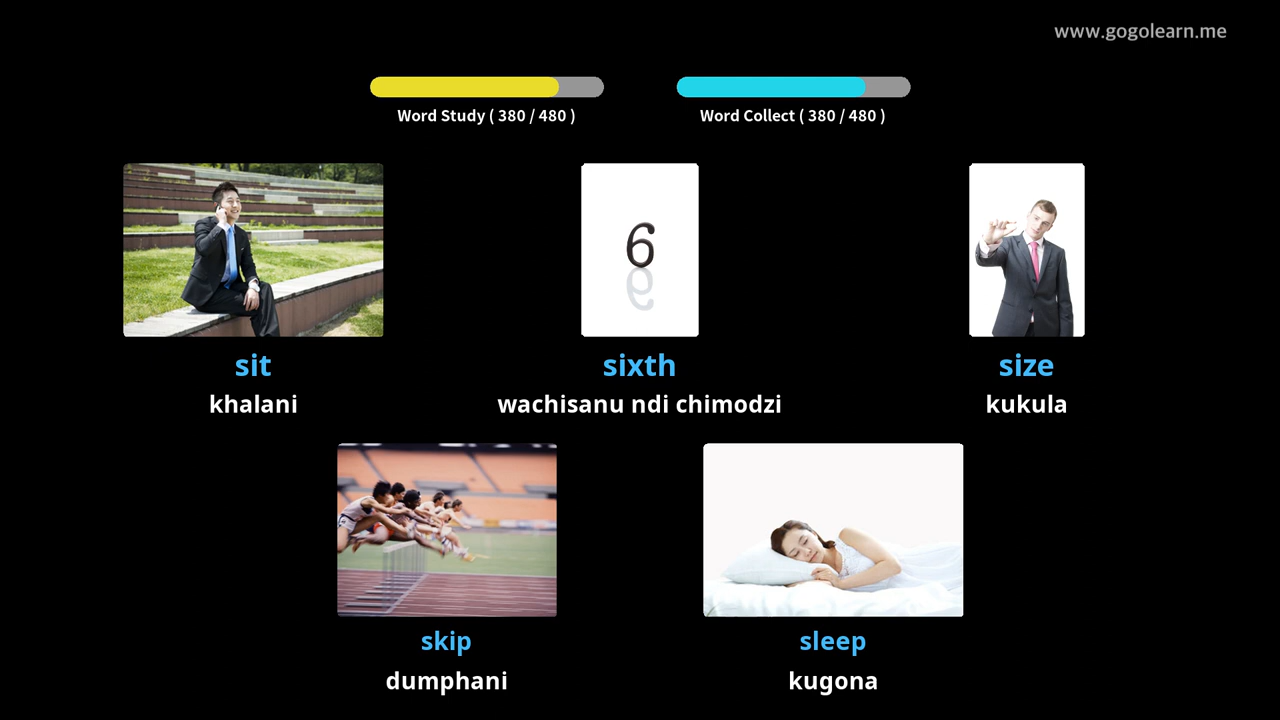 www.gogolearn.me
Word Study ( 380 / 480 )
Word Collect ( 380 / 480 )
6
sit
sixth
size
khalani
wachisanu ndi chimodzi
kukula
skip
sleep
dumphani
kugona